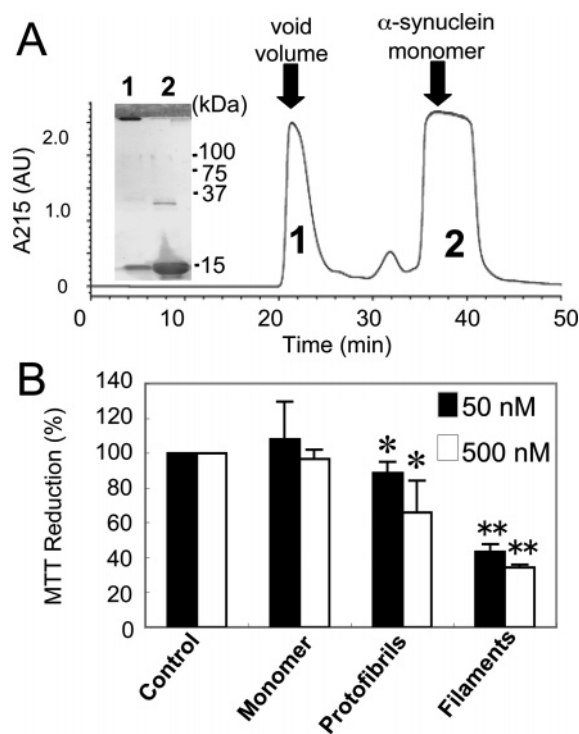 A
void volume
α-synuclein monomer
1 2 (kDa)
100
75
37
15
A215 (AU)
2.0
1.0
0
1
2
0 10 20 30 40 50
Time (min)
B
MTT Reduction (%)
140
120
100
80
60
40
20
0
50 nM
500 nM
* *
** **
Control
Monomer
Protofibrils
Filaments